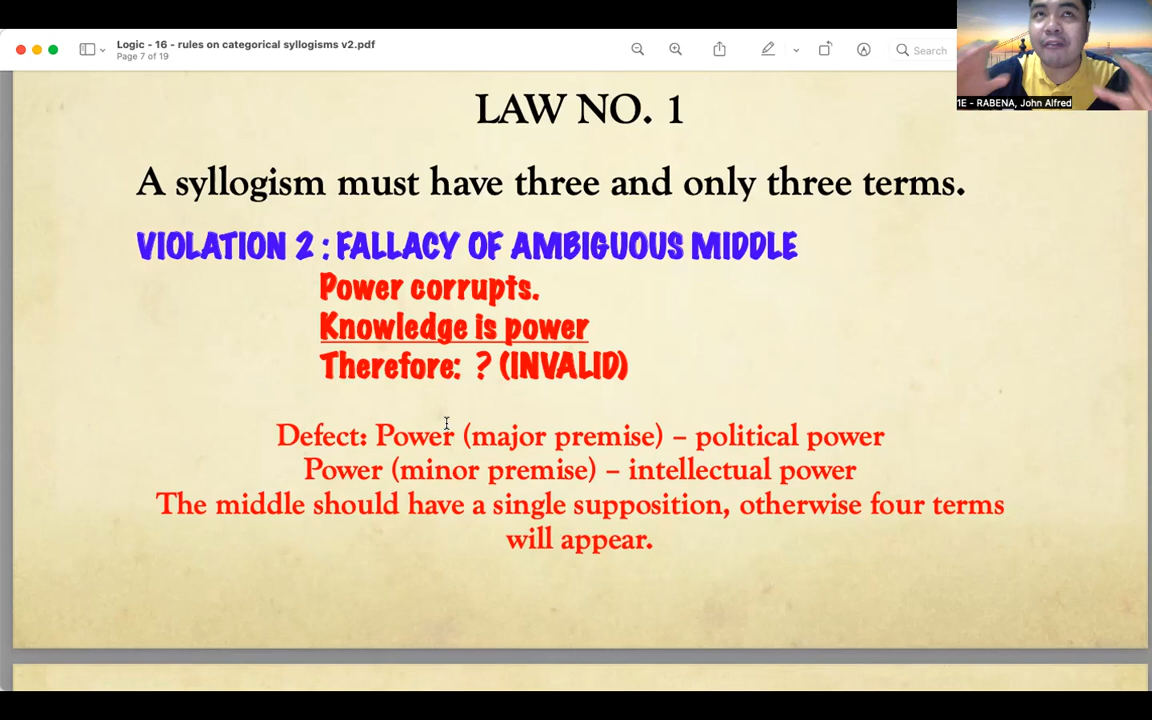 Logic - 16 - rules on categorical syllogisms v2.pdf
Page 7 of 19
Search
1E - RABENA, John Alfred
LAW NO. 1
A syllogism must have three and only three terms.
VIOLATION 2 : FALLACY OF AMBIGUOUS MIDDLE
Power corrupts.
Knowledge is power
Therefore: ? (INVALID)
Defect: Power (major premise) – political power
Power (minor premise) – intellectual power
The middle should have a single supposition, otherwise four terms
will appear.